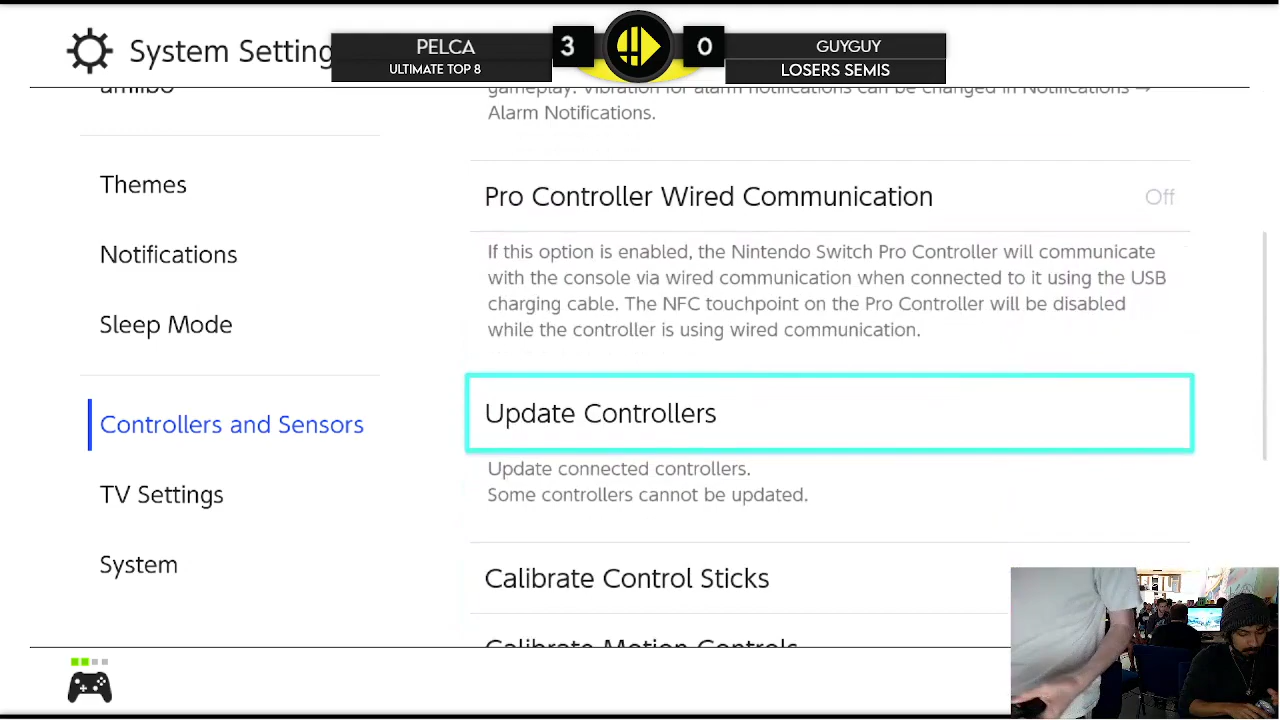 System Setting
PELCA
ULTIMATE TOP 8
3
0
GUYGUY
LOSERS SEMIS
amiibo
Themes
Notifications
Sleep Mode
Controllers and Sensors
TV Settings
System
gameplay. Vibration for alarm notifications can be changed in Notifications →
Alarm Notifications.
Pro Controller Wired Communication Off
If this option is enabled, the Nintendo Switch Pro Controller will communicate
with the console via wired communication when connected to it using the USB
charging cable. The NFC touchpoint on the Pro Controller will be disabled
while the controller is using wired communication.
Update Controllers
Update connected controllers.
Some controllers cannot be updated.
Calibrate Control Sticks
Calibrate Motion Controls